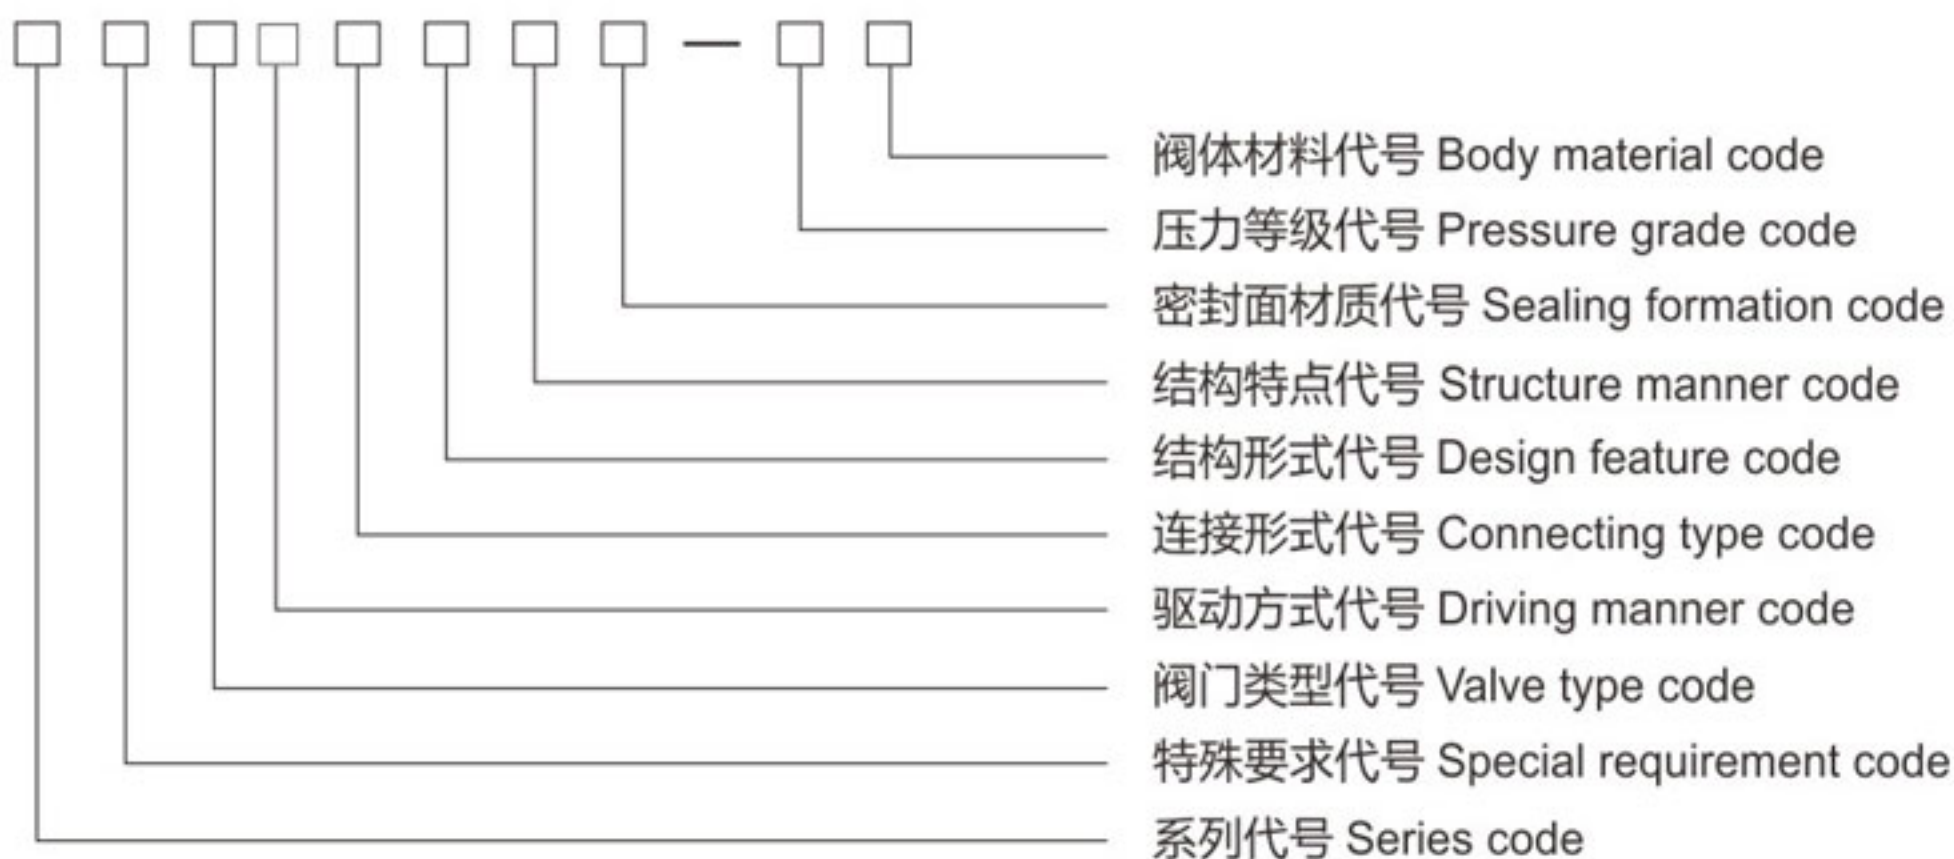 阀体材料代号 Body material code
压力等级代号 Pressure grade code
密封面材质代号 Sealing formation code
结构特点代号 Structure manner code
结构形式代号 Design feature code
连接形式代号 Connecting type code
驱动方式代号 Driving manner code
阀门类型代号 Valve type code
特殊要求代号 Special requirement code
系列代号 Series code